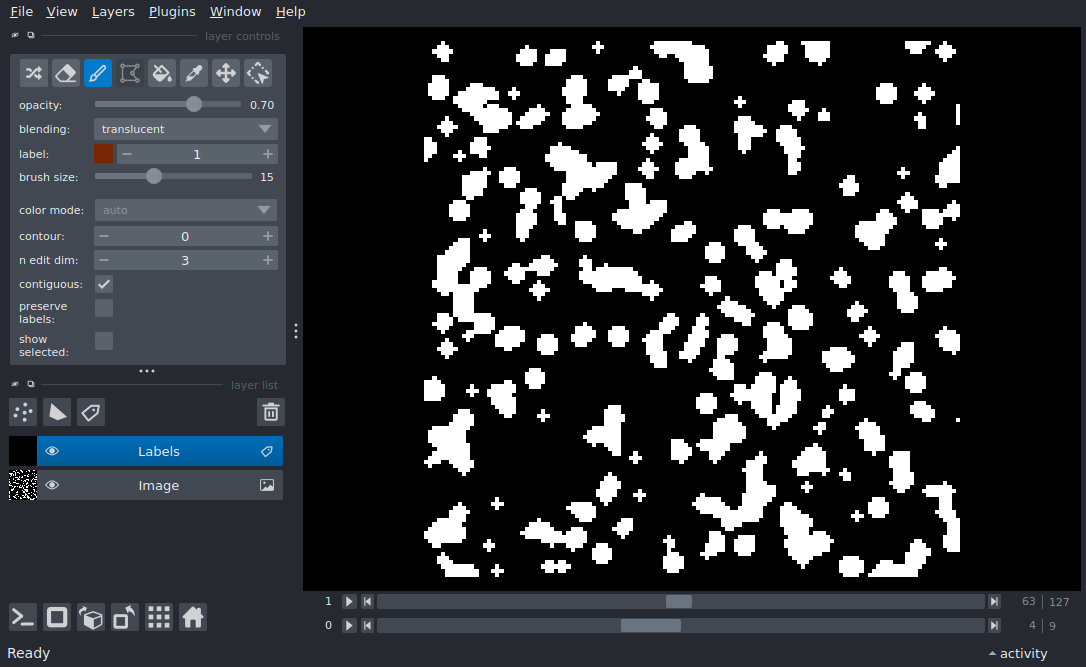 File View Layers Plugins Window Help
layer controls
opacity: 0.70
blending: translucent
label: 1
brush size: 15
color mode: auto
contour: 0
n edit dim: 3
contiguous:
preserve
labels:
show
selected:
layer list
Labels
Image
1 63 127
0 4 9
Ready activity